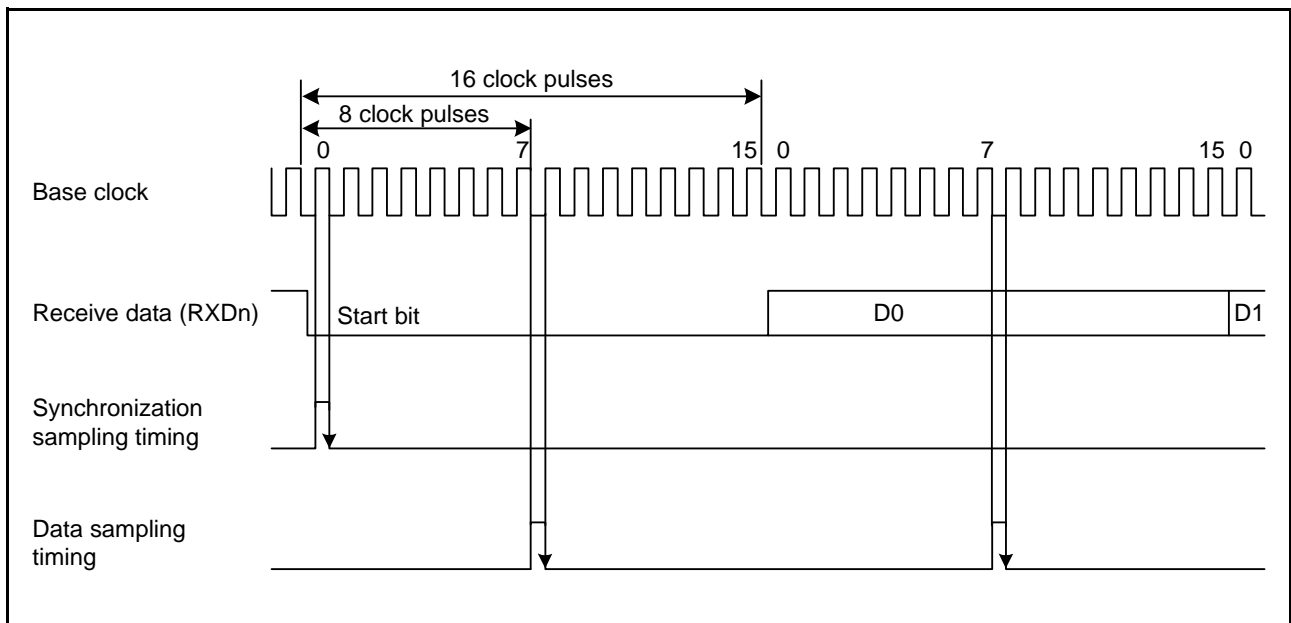 16 clock pulses
8 clock pulses
0 7 15 0 7 15 0
Base clock
Receive data (RXDn)
Start bit
D0
D1
Synchronization
sampling timing
Data sampling
timing